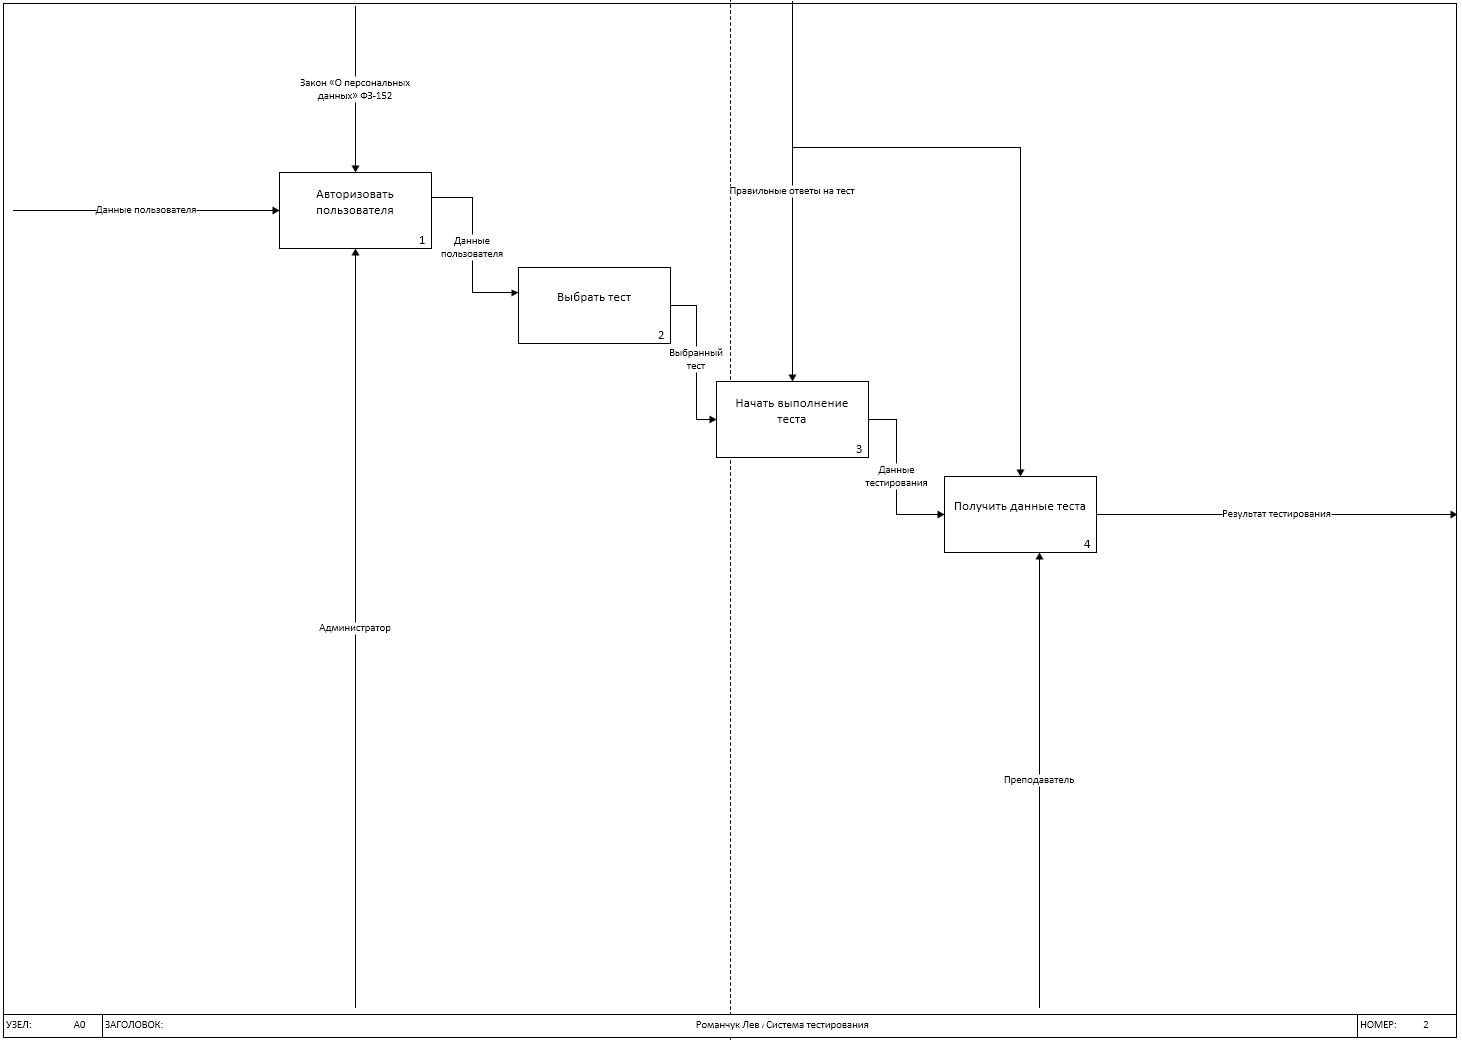 Закон «О персональных
данных» ФЗ-152
Данные пользователя
Авторизовать
пользователя
1
Данные
пользователя
Правильные ответы на тест
Выбрать тест
2
Выбранный
тест
Начать выполнение
теста
3
Данные
тестирования
Получить данные теста
4
Результат тестирования
Администратор
Преподаватель
УЗЕЛ: A0 ЗАГОЛОВОК: Романчук Лев / Система тестирования НОМЕР: 2